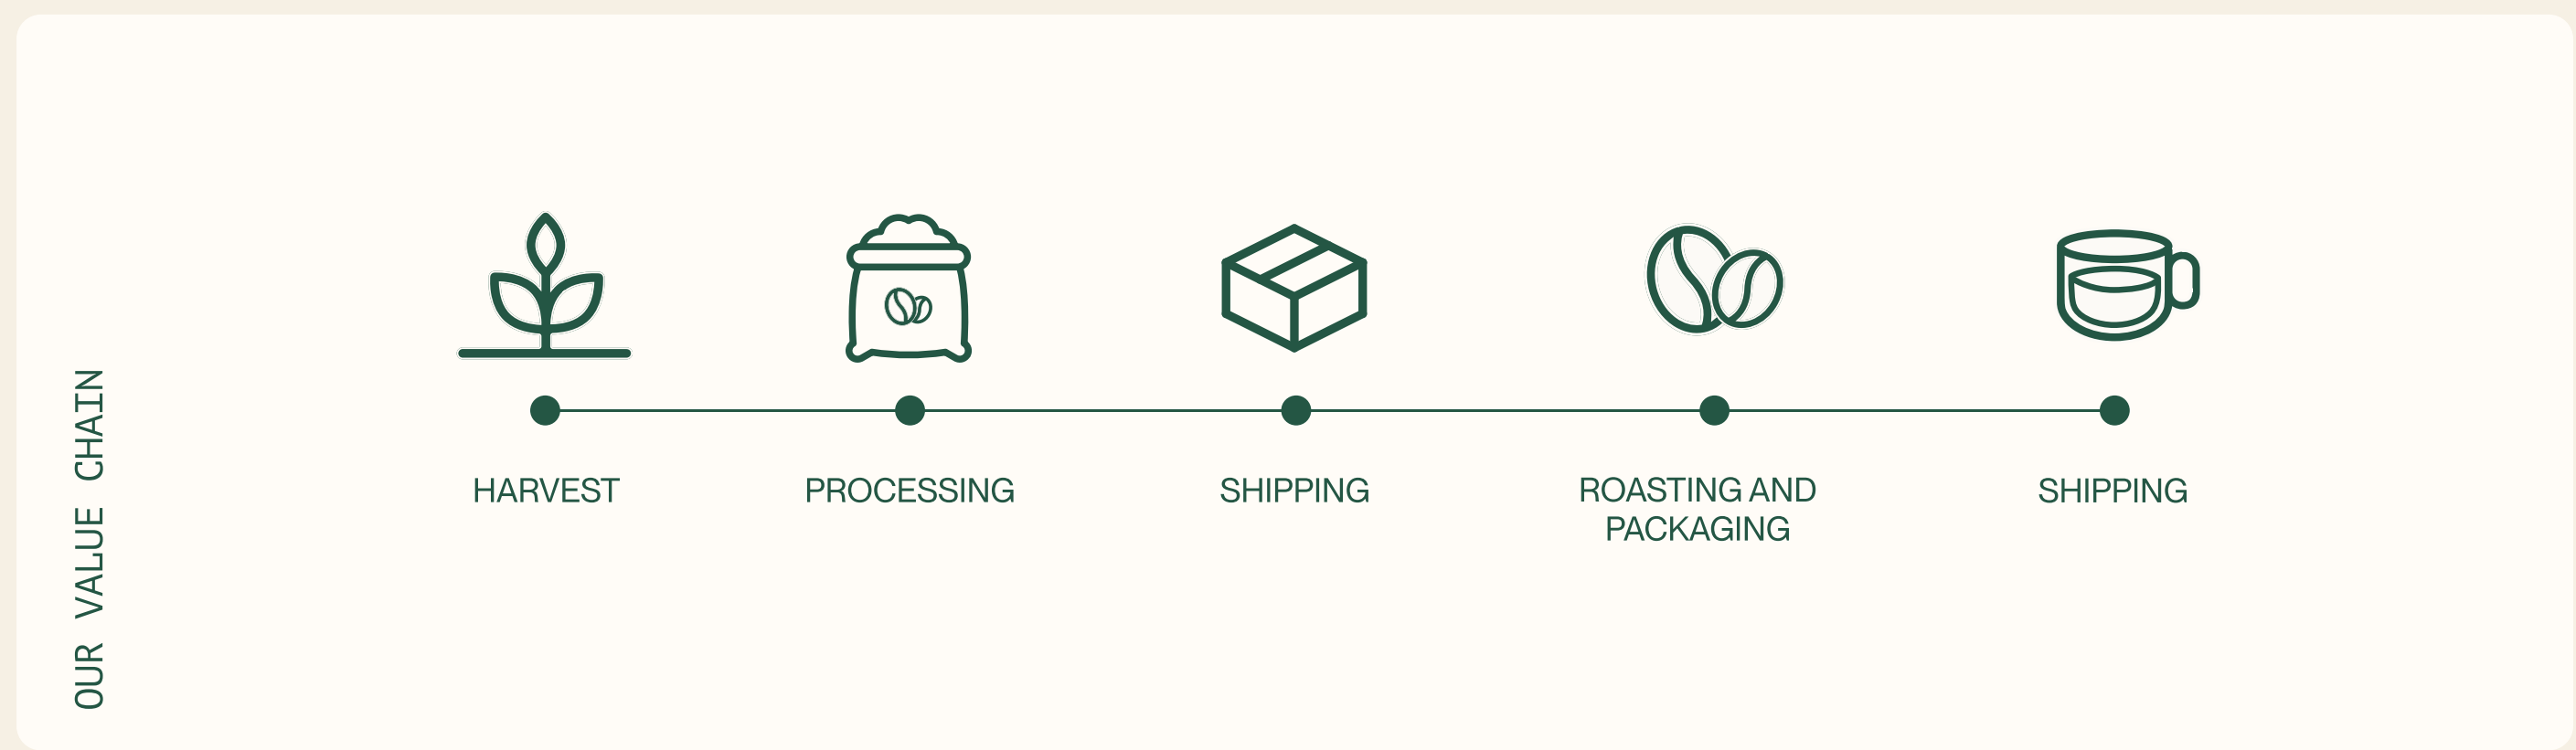 OUR VALUE CHAIN
HARVEST
PROCESSING
SHIPPING
ROASTING AND
PACKAGING
SHIPPING